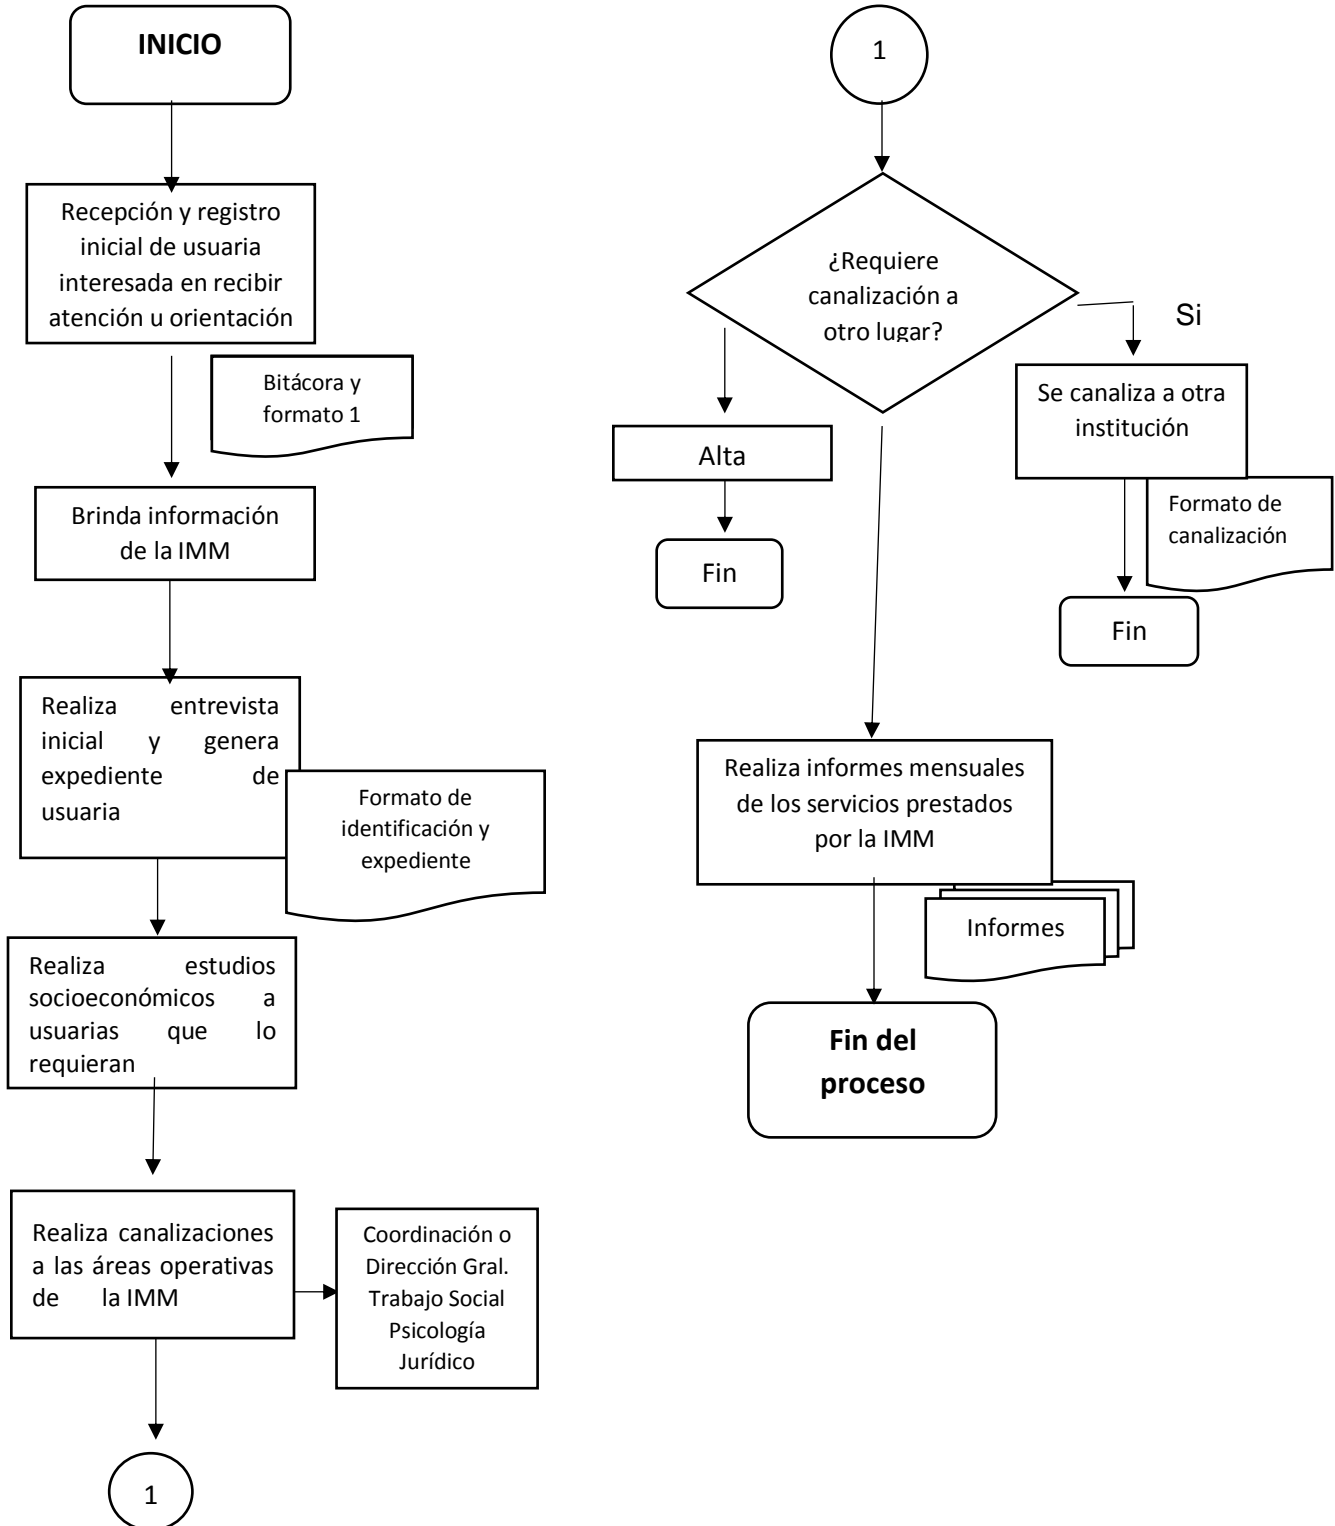 INICIO
Recepción y registro
inicial de usuaria
interesada en recibir
atención u orientación
Bitácora y
formato 1
Brinda información
de la IMM
Realiza entrevista
inicial y genera
expediente de
usuaria
Formato de
identificación y
expediente
Realiza estudios
socioeconómicos a
usuarias que lo
requieran
Realiza canalizaciones
a las áreas operativas
de la IMM
Coordinación o
Dirección Gral.
Trabajo Social
Psicología
Jurídico
1
1
¿Requiere
canalización a
otro lugar?
Si
Se canaliza a otra
institución
Formato de
canalización
Fin
Alta
Fin
Realiza informes mensuales
de los servicios prestados
por la IMM
Informes
Fin del
proceso